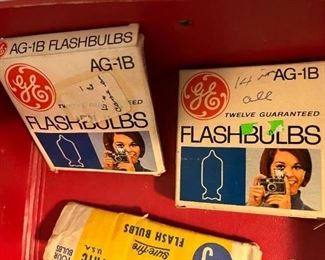 AG-1B FLASHBULBS
GE
AG-1B
TWELVE GUARANTEED
FLASHBULBS
GE
AG-1B
14 in
all
TWELVE GUARANTEED
FLASHBULBS
Sure-fire
FLASH BULBS
U.S.A.